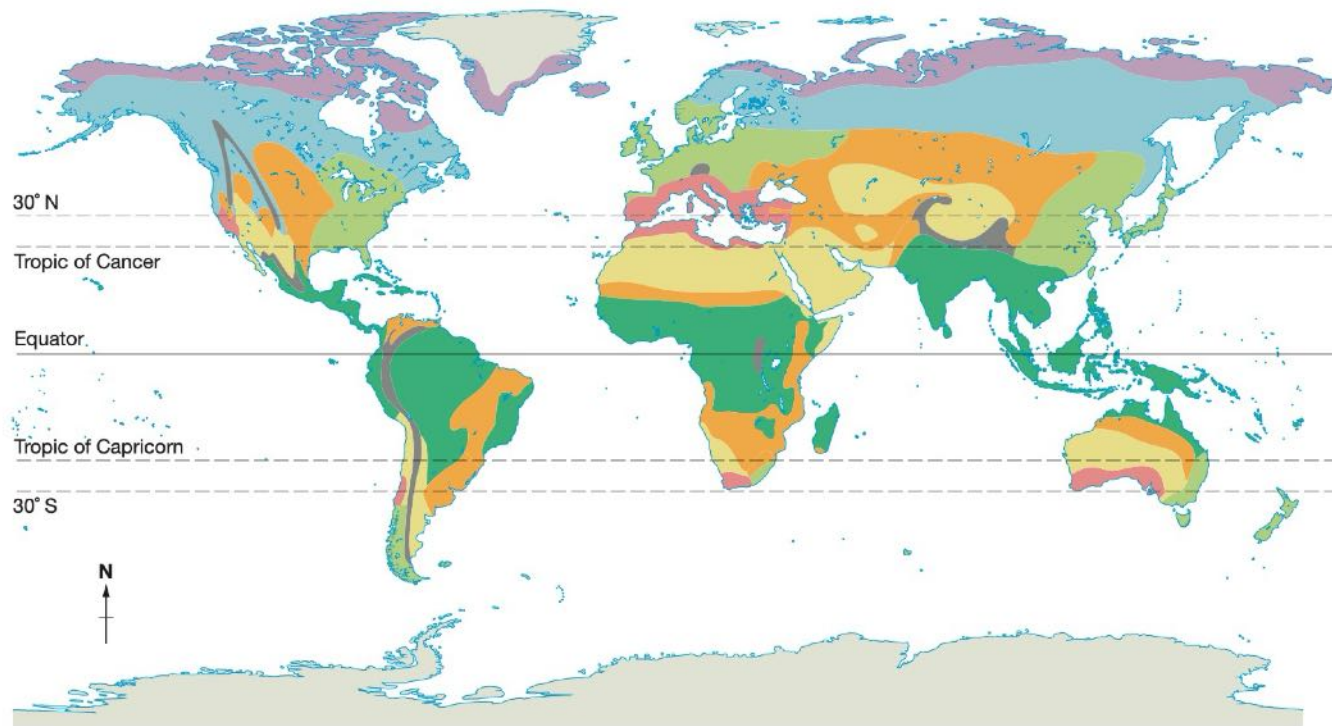 30° N
Tropic of Cancer
Equator
Tropic of Capricorn
30° S
N